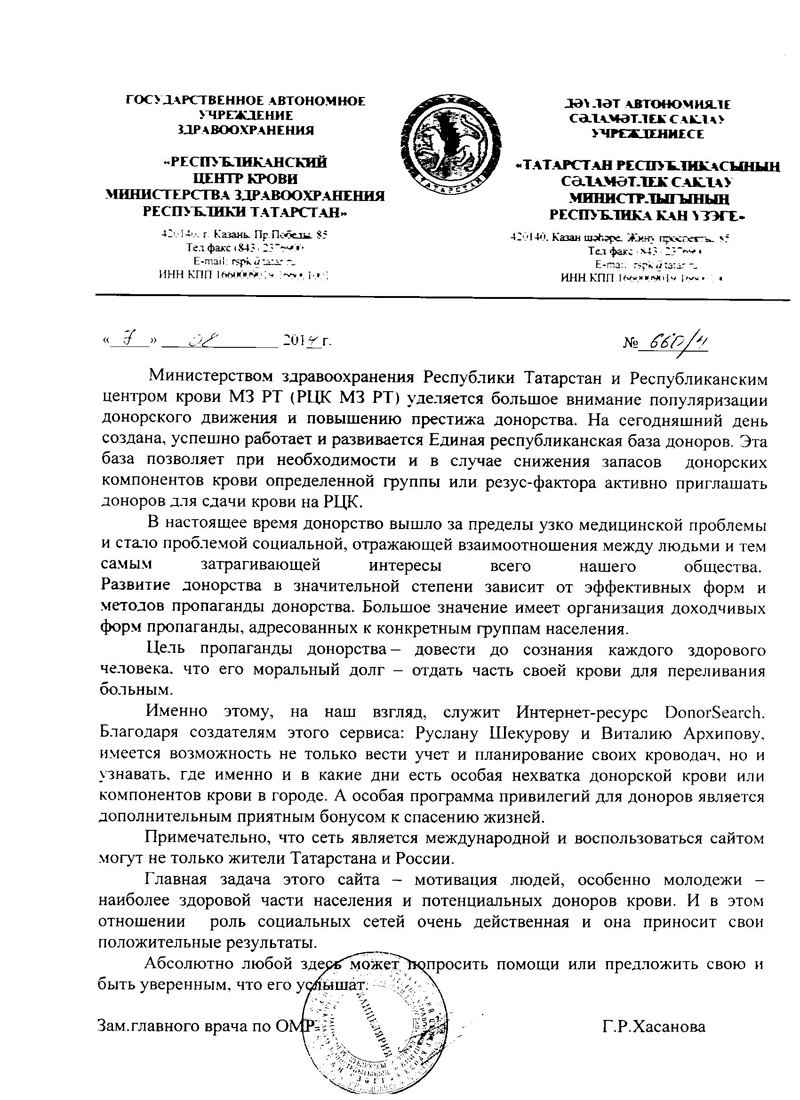 ГОСУДАРСТВЕННОЕ АВТОНОМНОЕ
УЧРЕЖДЕНИЕ
ЗДРАВООХРАНЕНИЯ
«РЕСПУБЛИКАНСКИЙ
ЦЕНТР КРОВИ
МИНИСТЕРСТВА ЗДРАВООХРАНЕНИЯ
РЕСПУБЛИКИ ТАТАРСТАН»
420140, г. Казань, Пр.Победы, 85
Тел факс (843) 237
E-mail: rspk@tatar
ИНН КПП
ТАТАРСТАН
ДӘҮЛӘТ АВТОНОМИЯЛЕ
СӘЛАМӘТЛЕК САКЛАУ
УЧРЕЖДЕНИЕСЕ
«ТАТАРСТАН РЕСПУБЛИКАСЫНЫҢ
СӘЛАМӘТЛЕК САКЛАУ
МИНИСТРЛЫГЫНЫҢ
РЕСПУБЛИКА КАН ҮЗӘГЕ»
420140, Казан шәһәре, Җиңү проспекты, 85
Тел факс (843) 237
E-mail: rspk@tatar
ИНН КПП
« 7 » 08 2014 г.
№ 660/4
Министерством здравоохранения Республики Татарстан и Республиканским
центром крови МЗ РТ (РЦК МЗ РТ) уделяется большое внимание популяризации
донорского движения и повышению престижа донорства. На сегодняшний день
создана, успешно работает и развивается Единая республиканская база доноров. Эта
база позволяет при необходимости и в случае снижения запасов донорских
компонентов крови определенной группы или резус-фактора активно приглашать
доноров для сдачи крови на РЦК.
В настоящее время донорство вышло за пределы узко медицинской проблемы
и стало проблемой социальной, отражающей взаимоотношения между людьми и тем
самым затрагивающей интересы всего нашего общества.
Развитие донорства в значительной степени зависит от эффективных форм и
методов пропаганды донорства. Большое значение имеет организация доходчивых
форм пропаганды, адресованных к конкретным группам населения.
Цель пропаганды донорства – довести до сознания каждого здорового
человека, что его моральный долг – отдать часть своей крови для переливания
больным.
Именно этому, на наш взгляд, служит Интернет-ресурс DonorSearch.
Благодаря создателям этого сервиса: Руслану Шекурову и Виталию Архипову,
имеется возможность не только вести учет и планирование своих кроводач, но и
узнавать, где именно и в какие дни есть особая нехватка донорской крови или
компонентов крови в городе. А особая программа привилегий для доноров является
дополнительным приятным бонусом к спасению жизней.
Примечательно, что сеть является международной и воспользоваться сайтом
могут не только жители Татарстана и России.
Главная задача этого сайта – мотивация людей, особенно молодежи –
наиболее здоровой части населения и потенциальных доноров крови. И в этом
отношении роль социальных сетей очень действенная и она приносит свои
положительные результаты.
Абсолютно любой здесь может попросить помощи или предложить свою и
быть уверенным, что его услышат.
Зам.главного врача по ОМР
Г.Р.Хасанова
КАНЦЕЛЯРИЯ